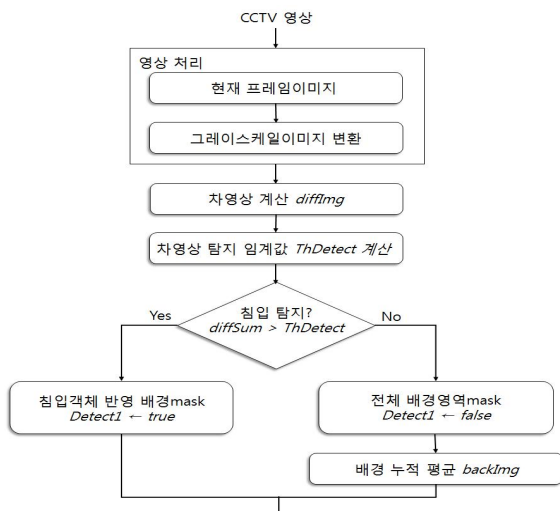 CCTV 영상
영상 처리
현재 프레임이미지
그레이스케일이미지 변환
차영상 계산 diffImg
차영상 탐지 임계값 ThDetect 계산
침입 탐지?
diffSum > ThDetect
Yes
No
침입객체 반영 배경mask
Detect1 ← true
전체 배경영역mask
Detect1 ← false
배경 누적 평균 backImg